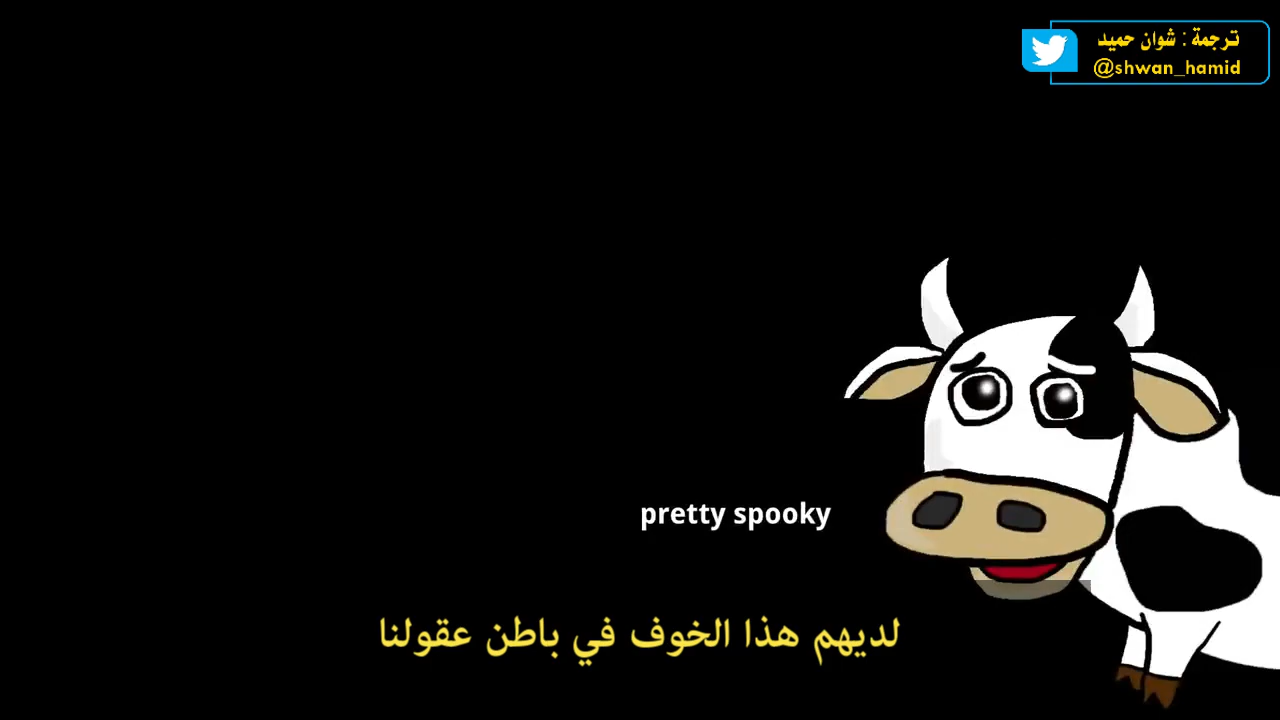 ترجمة : شوان حميد
@shwan_hamid
pretty spooky
لديهم هذا الخوف في باطن عقولنا